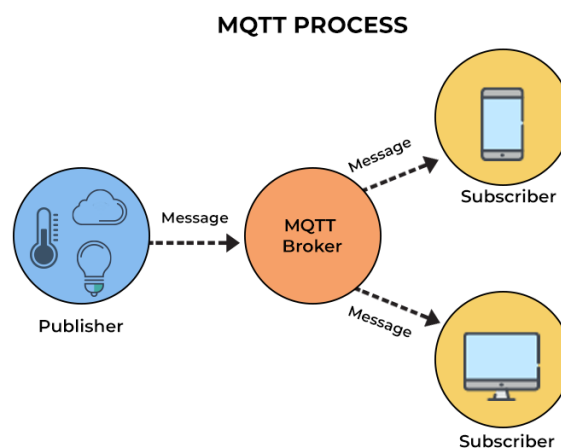 MQTT PROCESS
Message
Subscriber
Message
MQTT
Broker
Publisher
Message
Subscriber